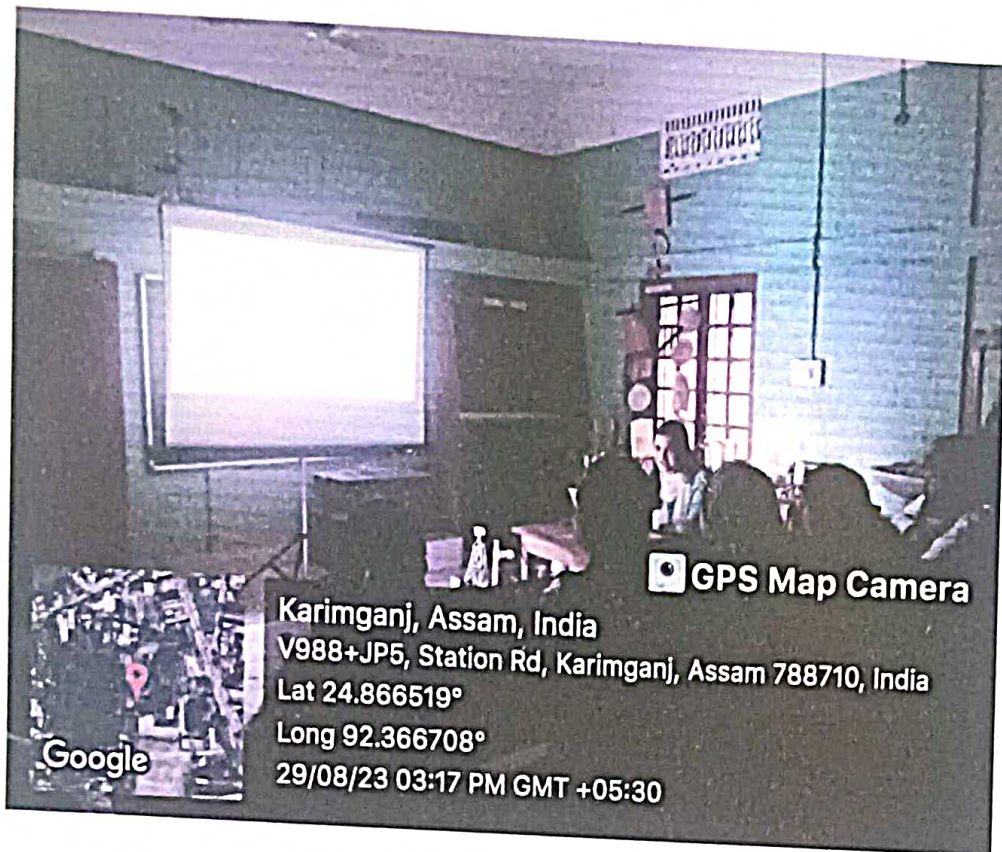 GPS Map Camera
Karimganj, Assam, India
V988+JP5, Station Rd, Karimganj, Assam 788710, India
Lat 24.866519°
Long 92.366708°
29/08/23 03:17 PM GMT +05:30
Google